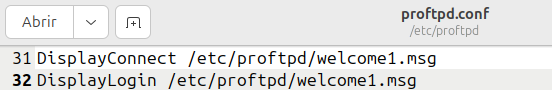 Abrir
proftpd.conf
/etc/proftpd
31 DisplayConnect /etc/proftpd/welcome1.msg
32 DisplayLogin /etc/proftpd/welcome1.msg